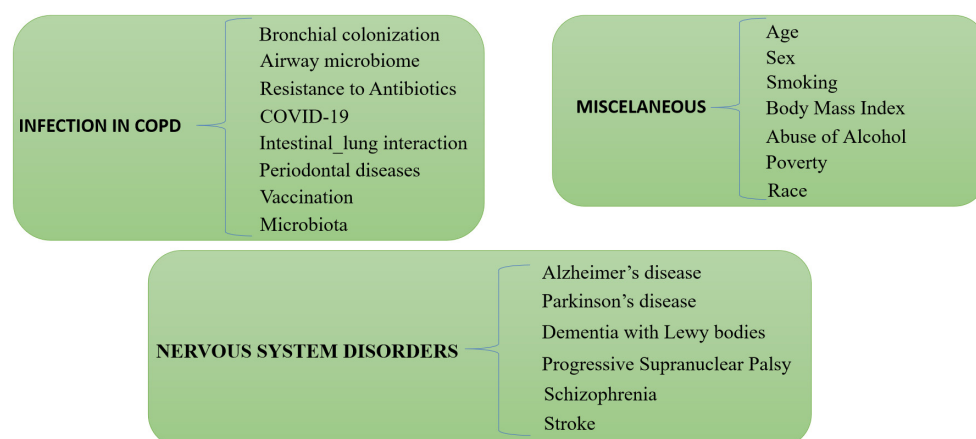 INFECTION IN COPD
Bronchial colonization
Airway microbiome
Resistance to Antibiotics
COVID-19
Intestinal_lung interaction
Periodontal diseases
Vaccination
Microbiota
MISCELANEOUS
Age
Sex
Smoking
Body Mass Index
Abuse of Alcohol
Poverty
Race
NERVOUS SYSTEM DISORDERS
Alzheimer’s disease
Parkinson’s disease
Dementia with Lewy bodies
Progressive Supranuclear Palsy
Schizophrenia
Stroke